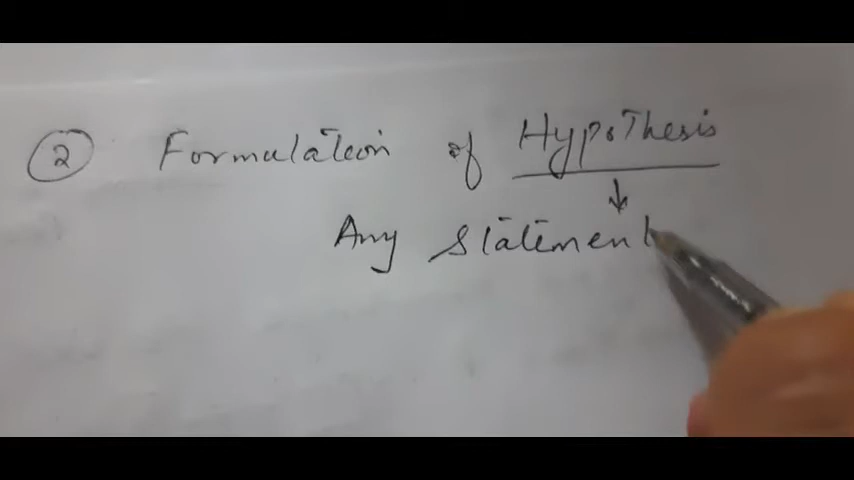 ② Formulation of Hypothesis
↓
Any Statement